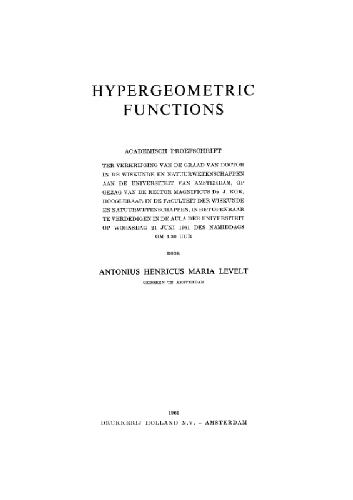 HYPERGEOMETRIC
FUNCTIONS
ACADEMISCH PROEFSCHRIFT
TER VERKRIJGING VAN DE GRAAD VAN DOCTOR
IN DE WISKUNDE EN NATUURWETENSCHAPPEN
AAN DE UNIVERSITEIT VAN AMSTERDAM, OP
GEZAG VAN DE RECTOR MAGNIFICUS DR J. KOK,
HOOGLERAAR IN DE FACULTEIT DER WISKUNDE
EN NATUURWETENSCHAPPEN, IN HET OPENBAAR
TE VERDEDIGEN IN DE AULA DER UNIVERSITEIT
OP WOENSDAG 21 JUNI 1961 DES NAMIDDAGS
OM UUR
DOOR
ANTONIUS HENRICUS MARIA LEVELT
GEBOREN TE AMSTERDAM
1961
DRUKKERIJ HOLLAND N.V. - AMSTERDAM